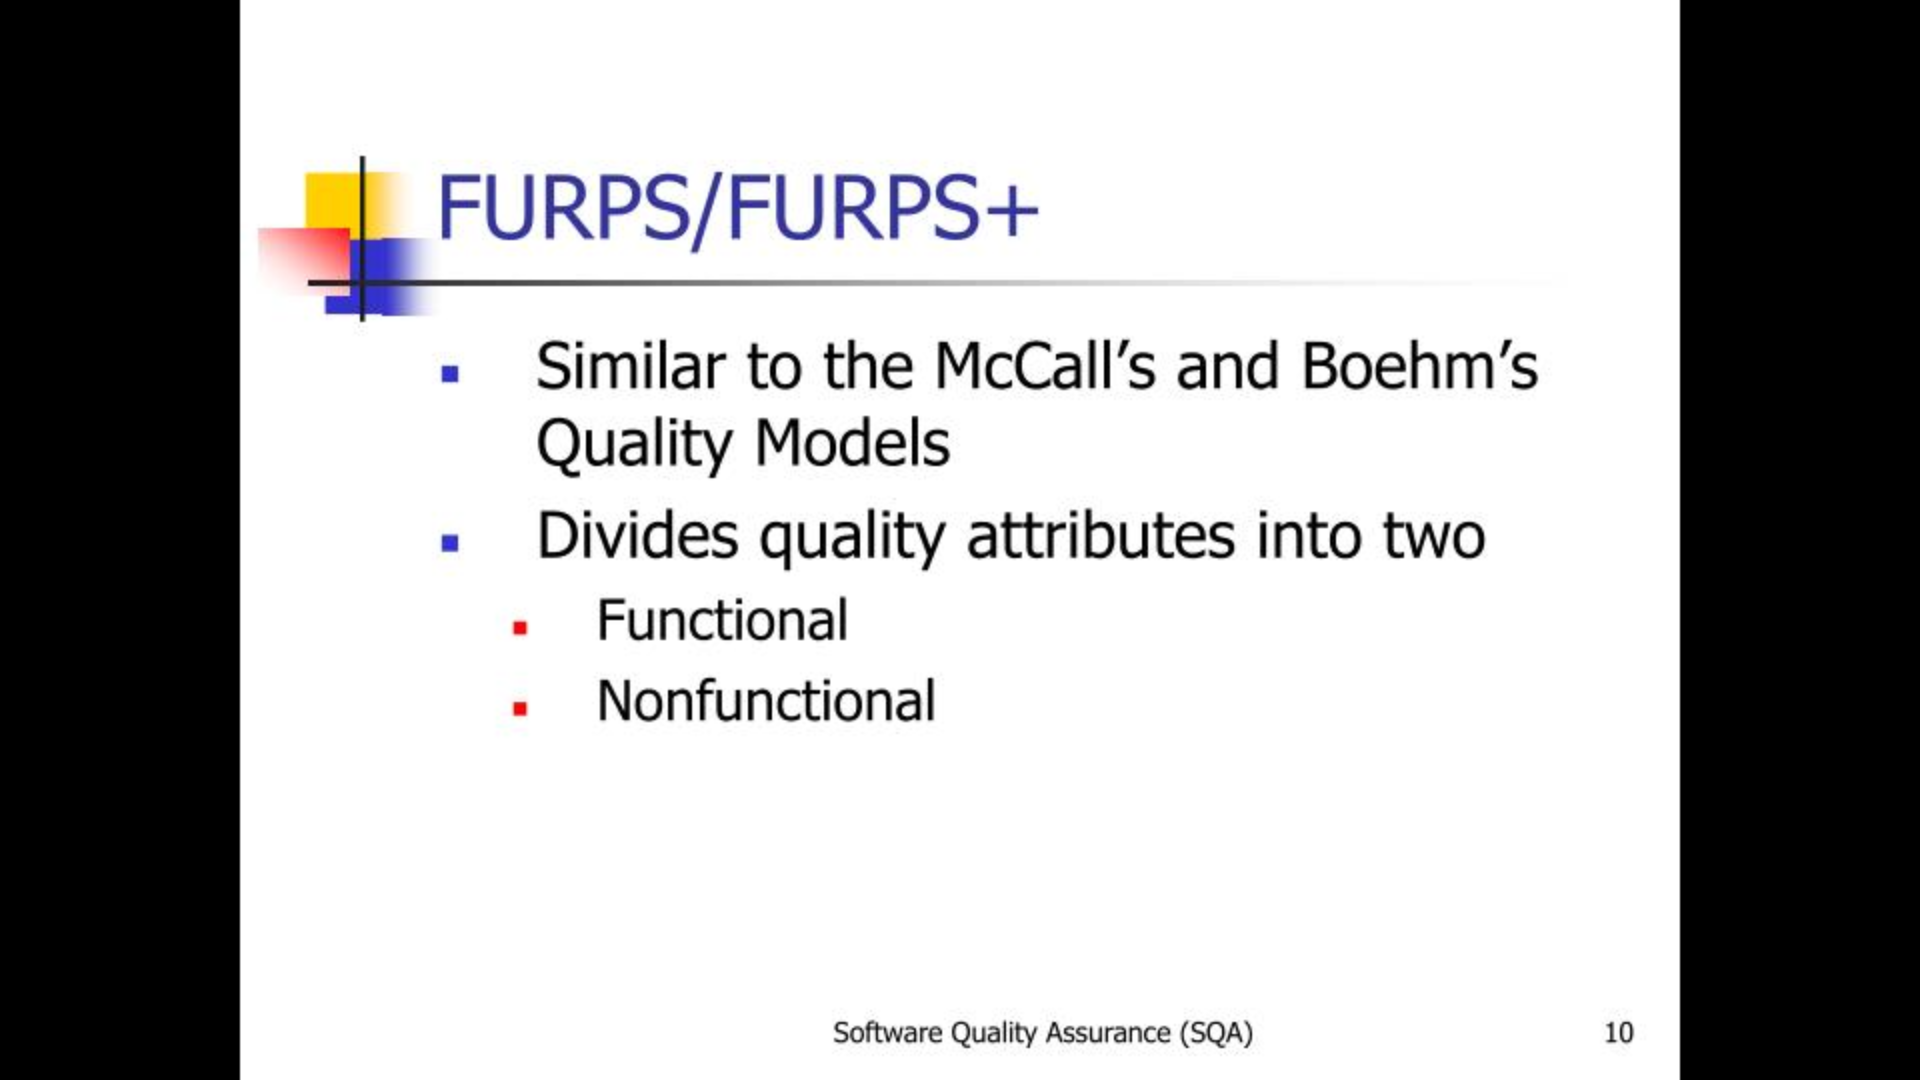 FURPS/FURPS+
Similar to the McCall’s and Boehm’s
Quality Models
Divides quality attributes into two
Functional
Nonfunctional
Software Quality Assurance (SQA)
10